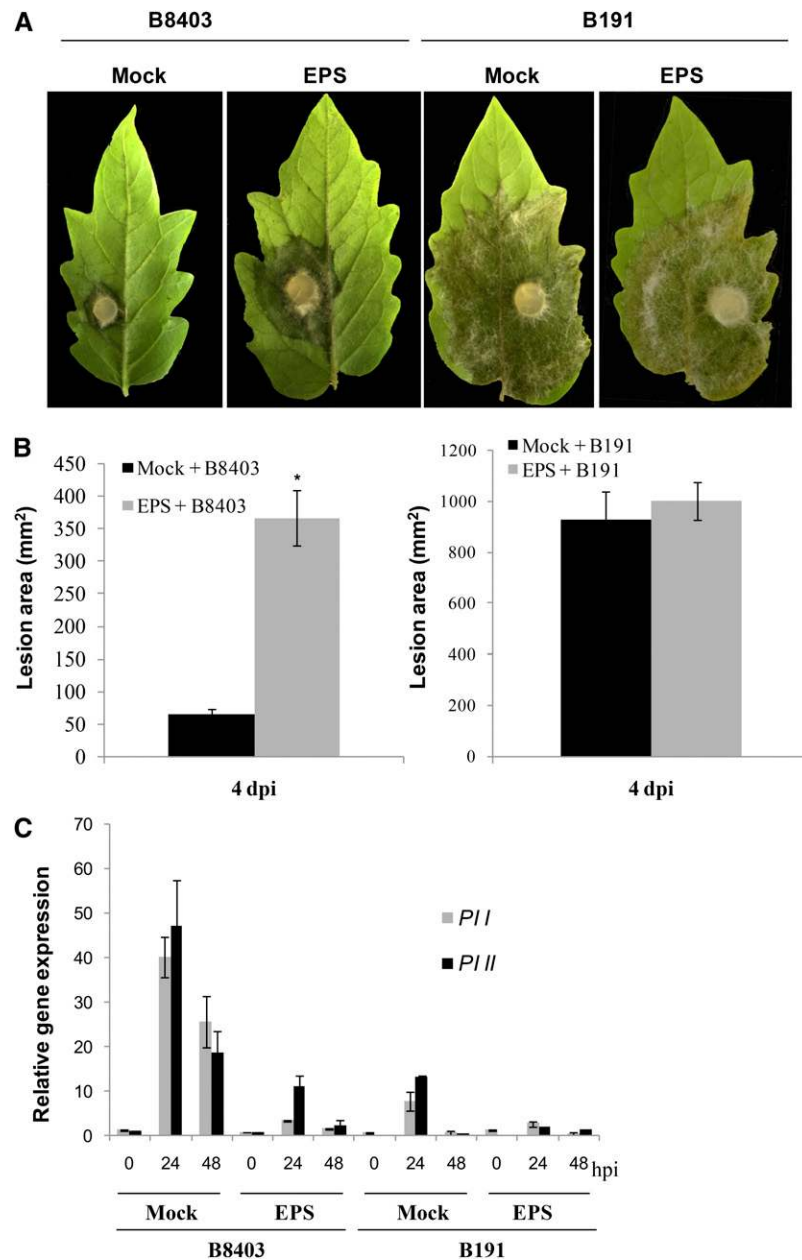 A
B8403 B191
Mock EPS Mock EPS
B
Mock + B8403
EPS + B8403
*
450
400
350
300
250
200
150
100
50
0
Lesion area (mm²)
4 dpi
Mock + B191
EPS + B191
1200
1000
800
600
400
200
0
Lesion area (mm²)
4 dpi
C
70
60
50
40
30
20
10
0
Relative gene expression
PI I
PI II
0 24 48 0 24 48 0 24 48 0 24 48 hpi
Mock EPS Mock EPS
B8403 B191